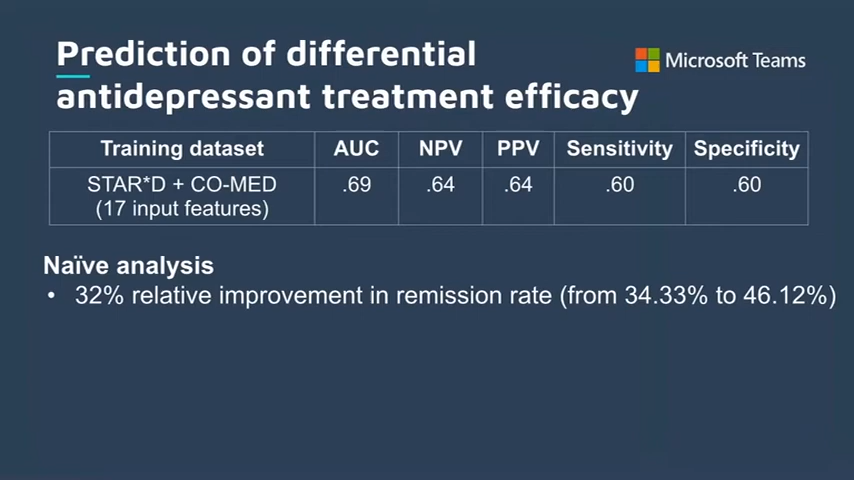 Prediction of differential
antidepressant treatment efficacy
Microsoft Teams
Training dataset AUC NPV PPV Sensitivity Specificity
STAR*D + CO-MED .69 .64 .64 .60 .60
(17 input features)
Naïve analysis
• 32% relative improvement in remission rate (from 34.33% to 46.12%)